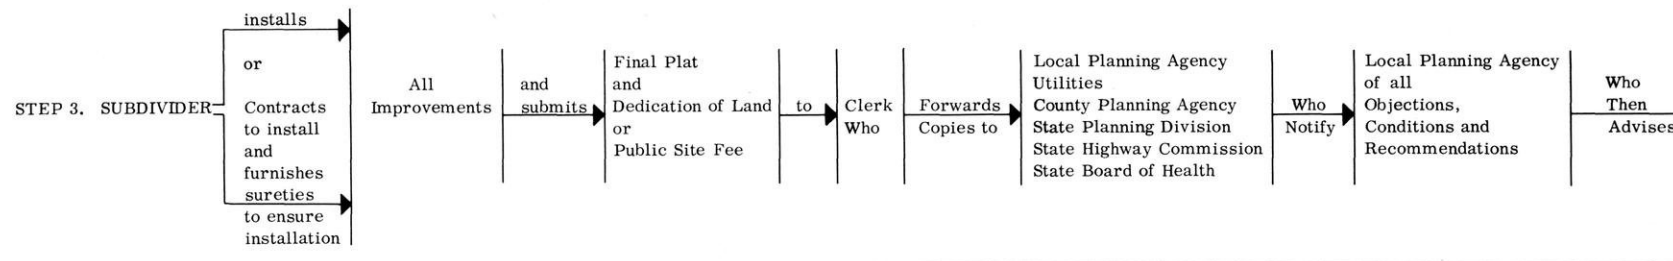 STEP 3. SUBDIVIDER
installs
or
Contracts
to install
and
furnishes
sureties
to ensure
installation
All
Improvements
and
submits
Final Plat
and
Dedication of Land
or
Public Site Fee
to
Clerk
Who
Forwards
Copies to
Local Planning Agency
Utilities
County Planning Agency
State Planning Division
State Highway Commission
State Board of Health
Who
Notify
Local Planning Agency
of all
Objections,
Conditions and
Recommendations
Who
Then
Advises